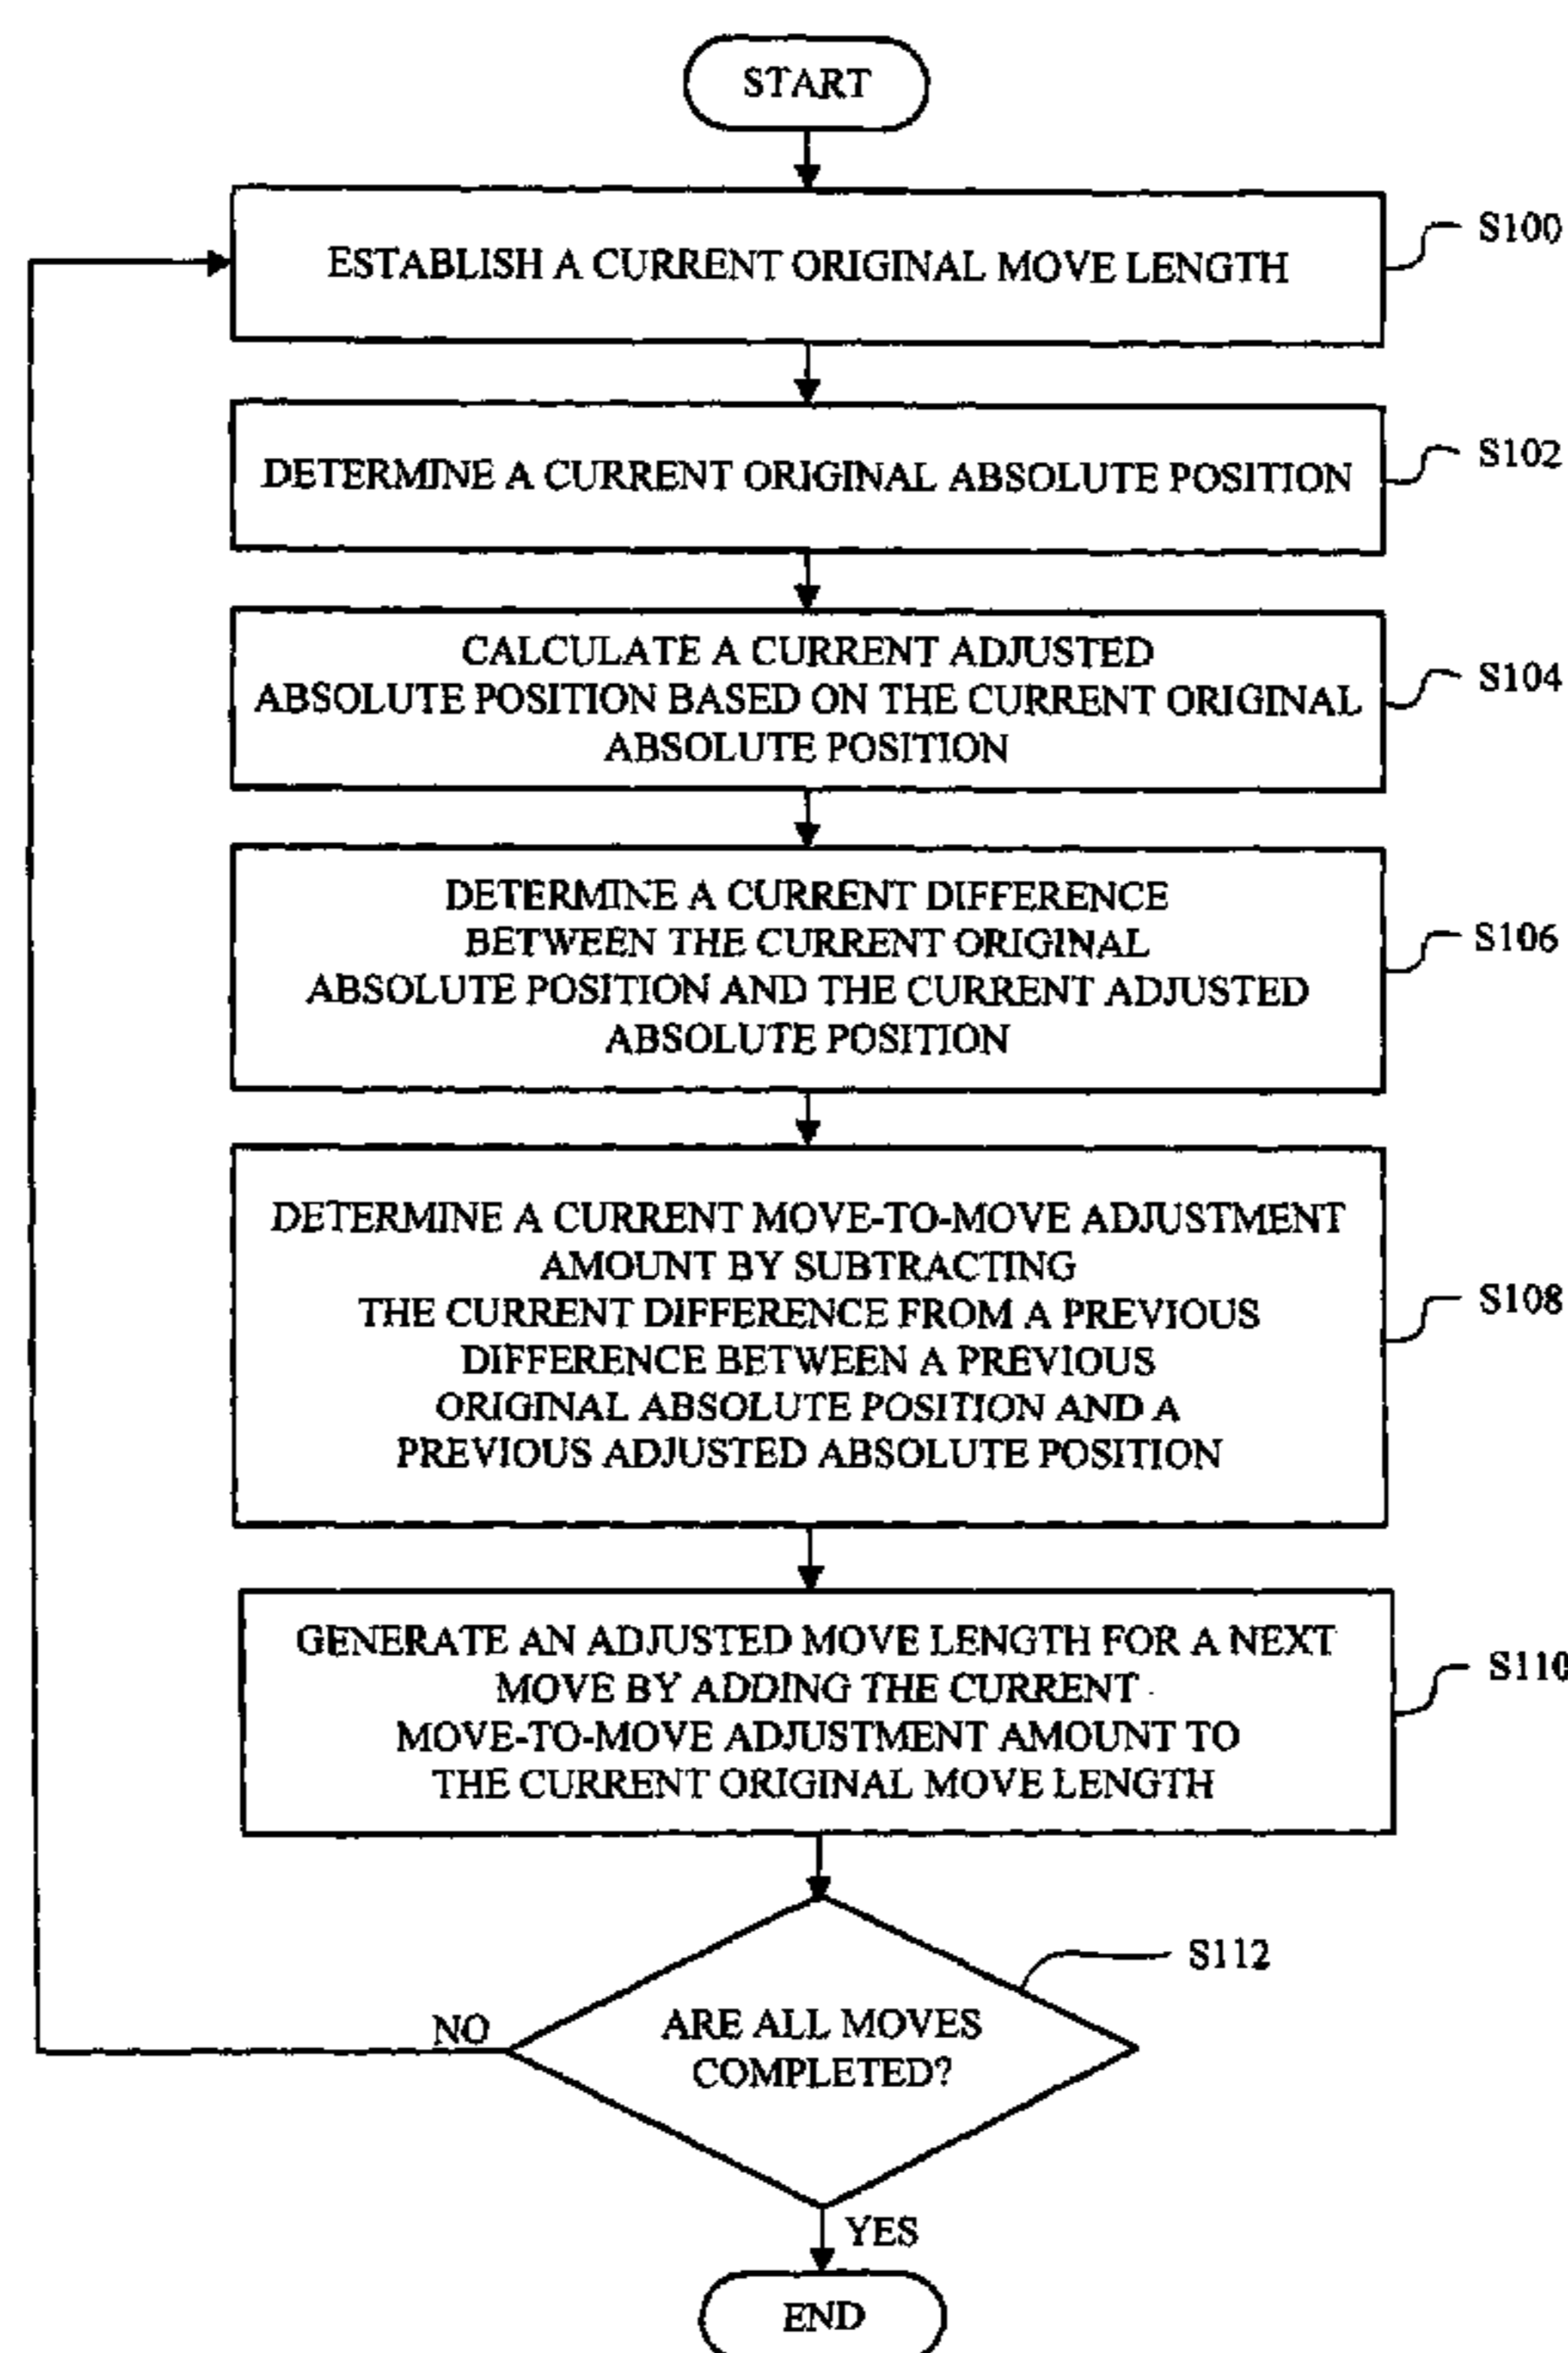 START
ESTABLISH A CURRENT ORIGINAL MOVE LENGTH
S100
DETERMINE A CURRENT ORIGINAL ABSOLUTE POSITION
S102
CALCULATE A CURRENT ADJUSTED
ABSOLUTE POSITION BASED ON THE CURRENT ORIGINAL
ABSOLUTE POSITION
S104
DETERMINE A CURRENT DIFFERENCE
BETWEEN THE CURRENT ORIGINAL
ABSOLUTE POSITION AND THE CURRENT ADJUSTED
ABSOLUTE POSITION
S106
DETERMINE A CURRENT MOVE-TO-MOVE ADJUSTMENT
AMOUNT BY SUBTRACTING
THE CURRENT DIFFERENCE FROM A PREVIOUS
DIFFERENCE BETWEEN A PREVIOUS
ORIGINAL ABSOLUTE POSITION AND A
PREVIOUS ADJUSTED ABSOLUTE POSITION
S108
GENERATE AN ADJUSTED MOVE LENGTH FOR A NEXT
MOVE BY ADDING THE CURRENT
MOVE-TO-MOVE ADJUSTMENT AMOUNT TO
THE CURRENT ORIGINAL MOVE LENGTH
S110
S112
ARE ALL MOVES
COMPLETED?
NO
YES
END